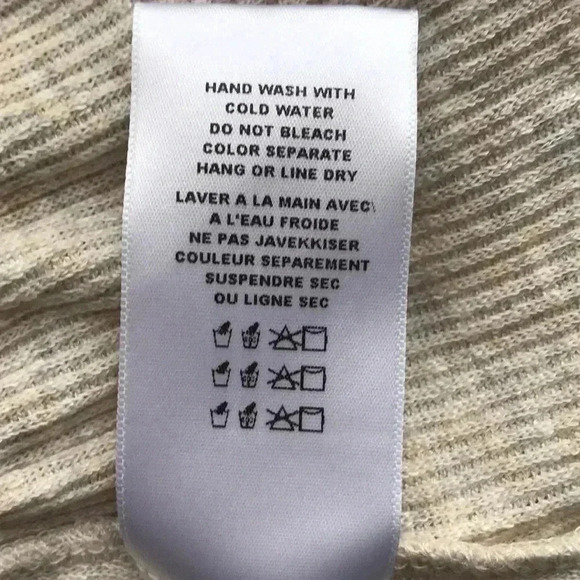 HAND WASH WITH
COLD WATER
DO NOT BLEACH
COLOR SEPARATE
HANG OR LINE DRY
LAVER A LA MAIN AVEC\
A L'EAU FROIDE
NE PAS JAVEKKISER
COULEUR SEPAREMENT
SUSPENDRE SEC
OU LIGNE SEC